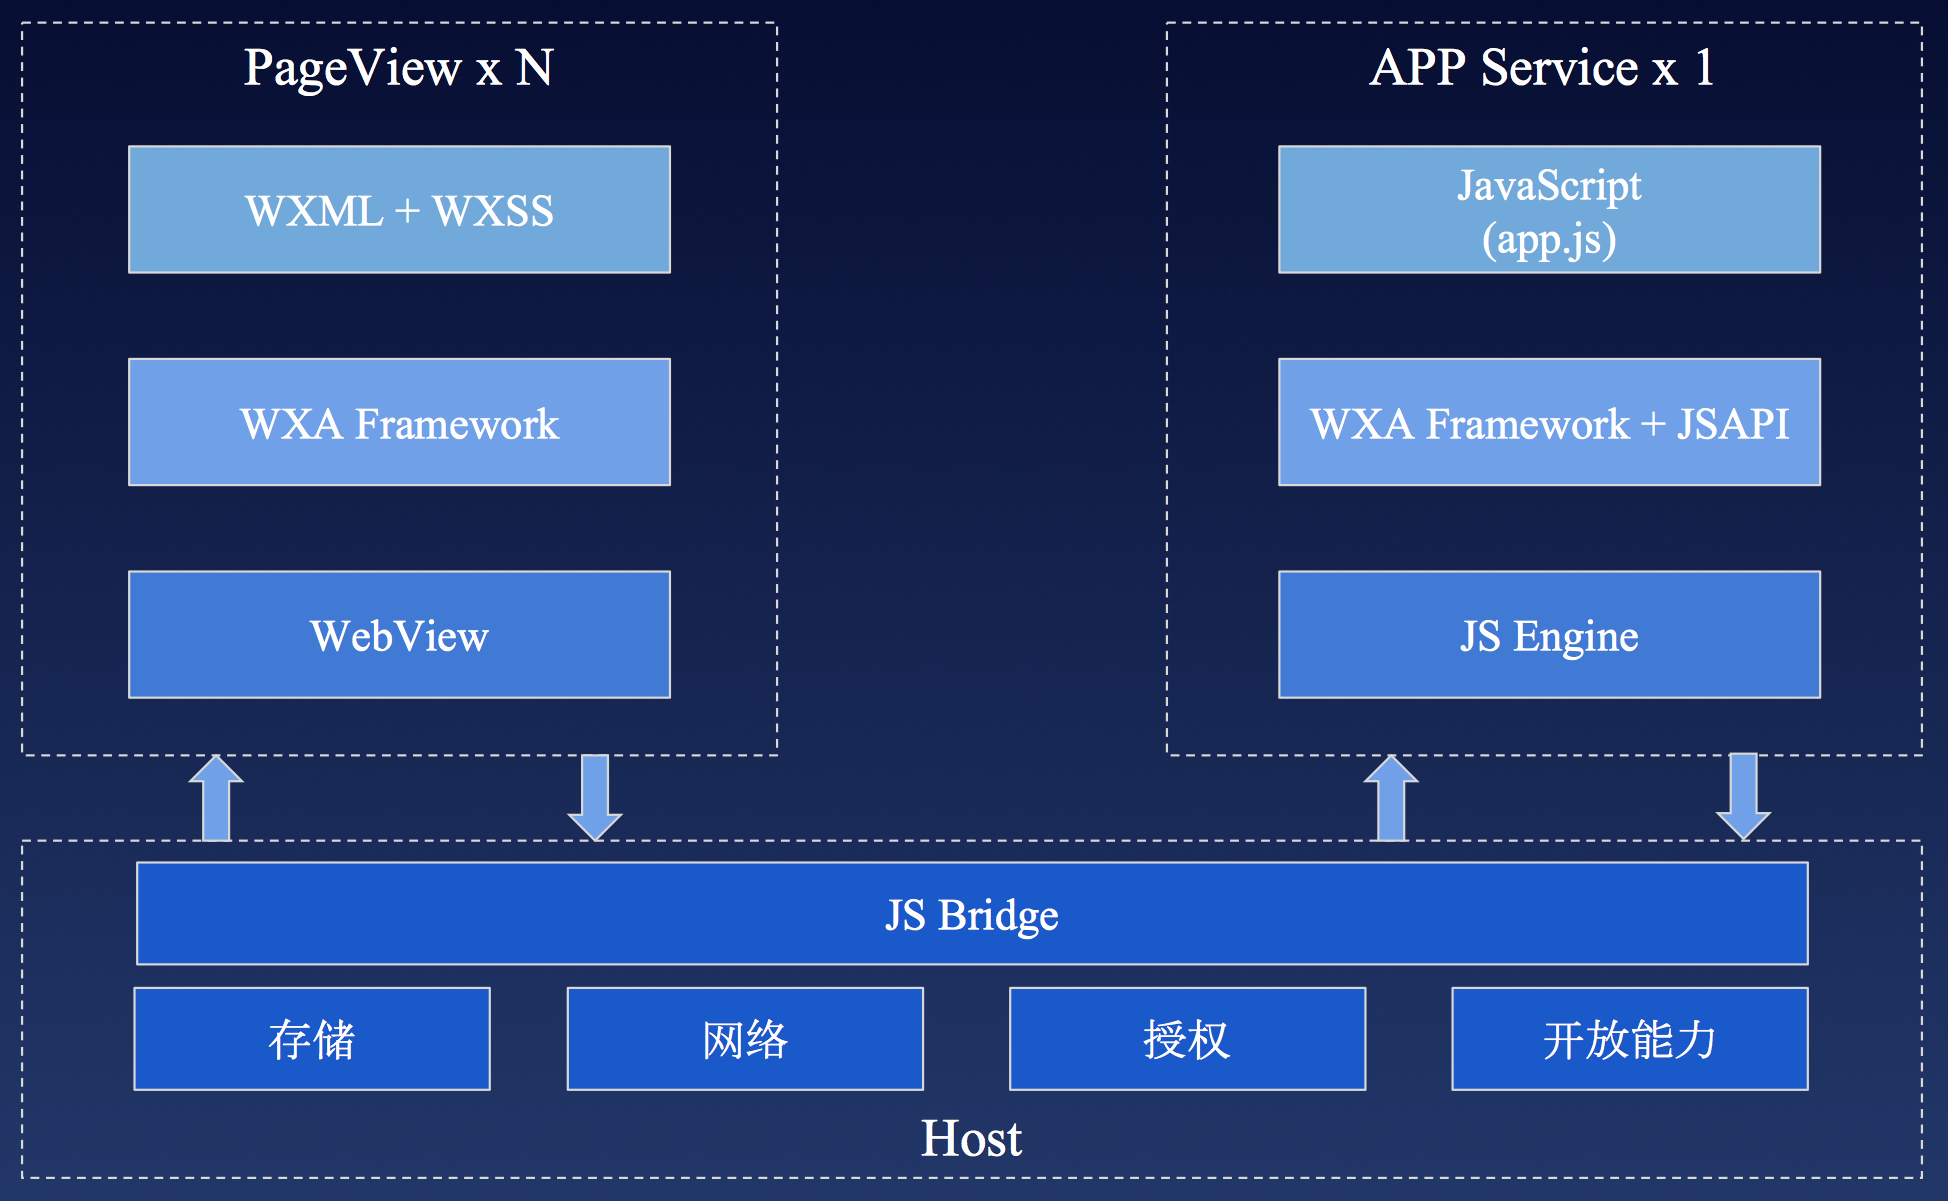 PageView x N
WXML + WXSS
WXA Framework
WebView
APP Service x 1
JavaScript
(app.js)
WXA Framework + JSAPI
JS Engine
JS Bridge
存储
网络
授权
开放能力
Host